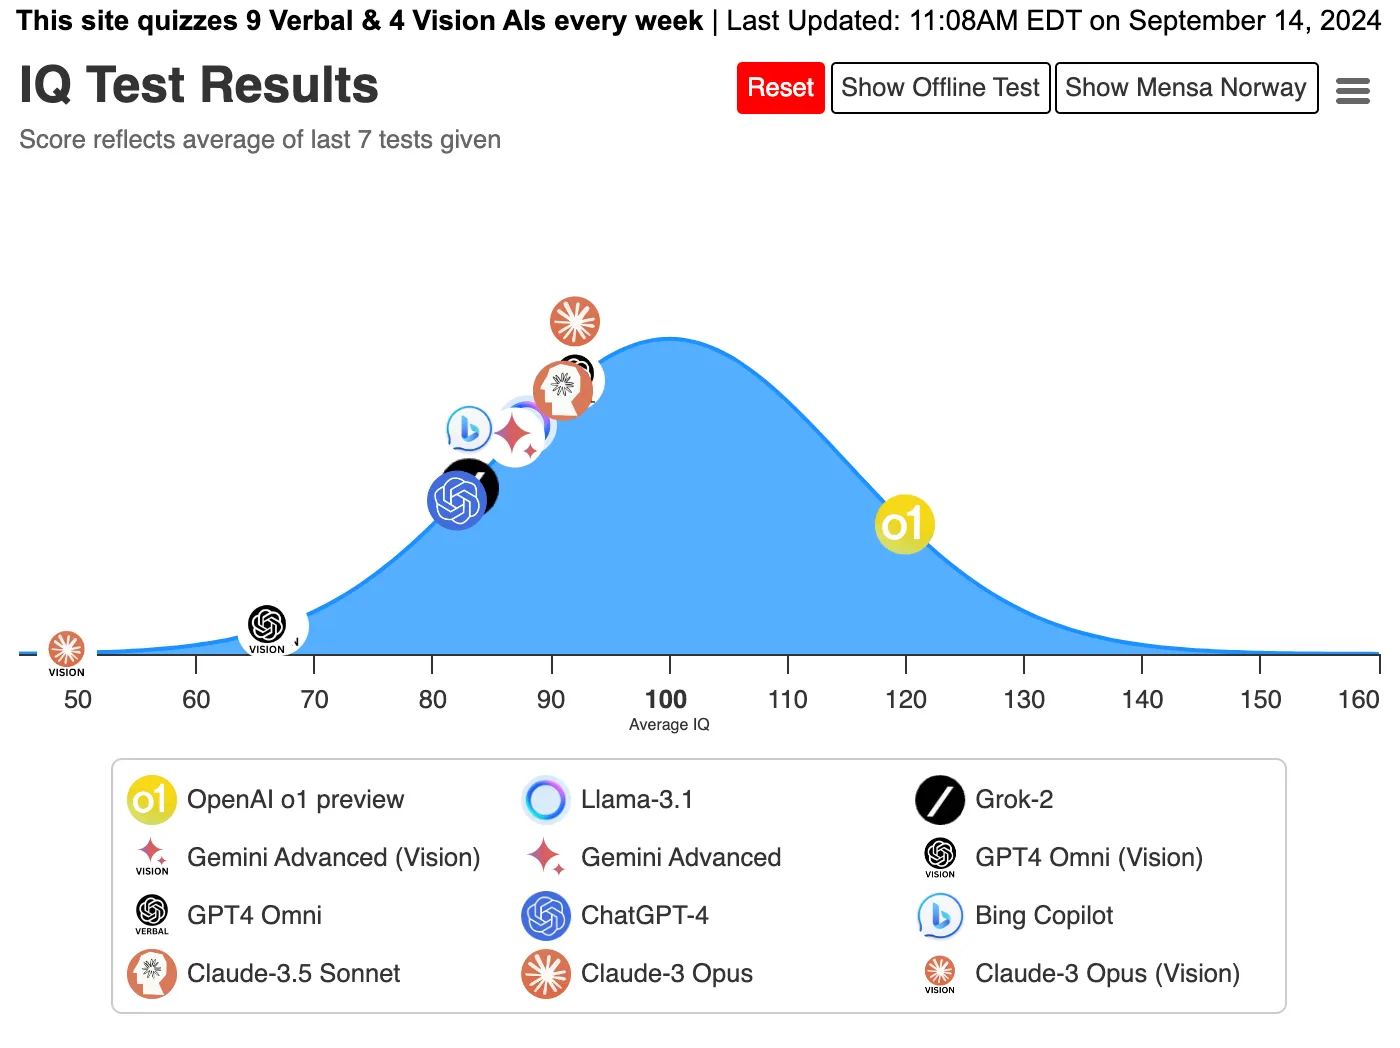 This site quizzes 9 Verbal & 4 Vision AIs every week | Last Updated: 11:08AM EDT on September 14, 2024
IQ Test Results
Reset Show Offline Test Show Mensa Norway
Score reflects average of last 7 tests given
o1
VISION
VISION
50 60 70 80 90 100 110 120 130 140 150 160
Average IQ
o1 OpenAI o1 preview Llama-3.1 Grok-2
VISION Gemini Advanced (Vision) Gemini Advanced VISION GPT4 Omni (Vision)
VERBAL GPT4 Omni ChatGPT-4 Bing Copilot
Claude-3.5 Sonnet Claude-3 Opus VISION Claude-3 Opus (Vision)